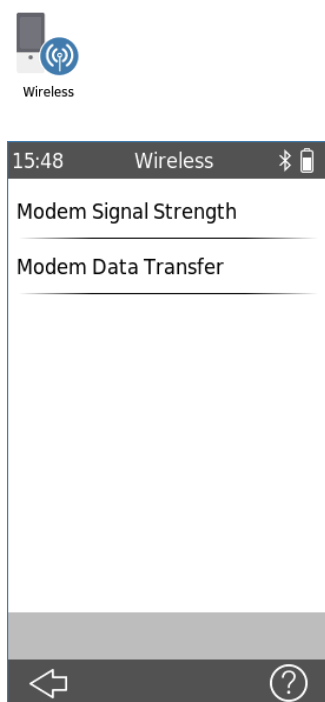 Wireless
15:48 Wireless
Modem Signal Strength
Modem Data Transfer
?